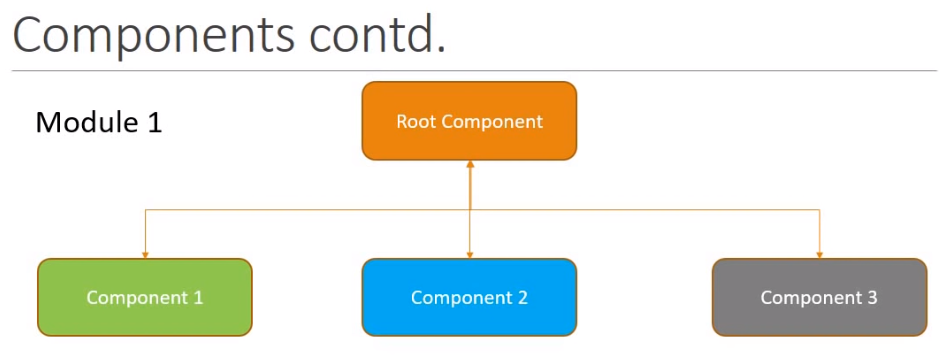 Components contd.
Module 1
Root Component
Component 1
Component 2
Component 3